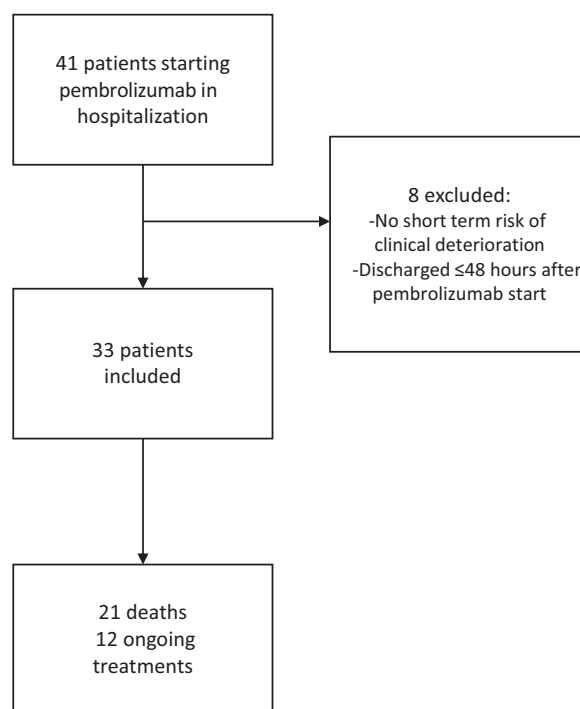 41 patients starting
pembrolizumab in
hospitalization
8 excluded:
-No short term risk of
clinical deterioration
-Discharged ≤48 hours after
pembrolizumab start
33 patients
included
21 deaths
12 ongoing
treatments